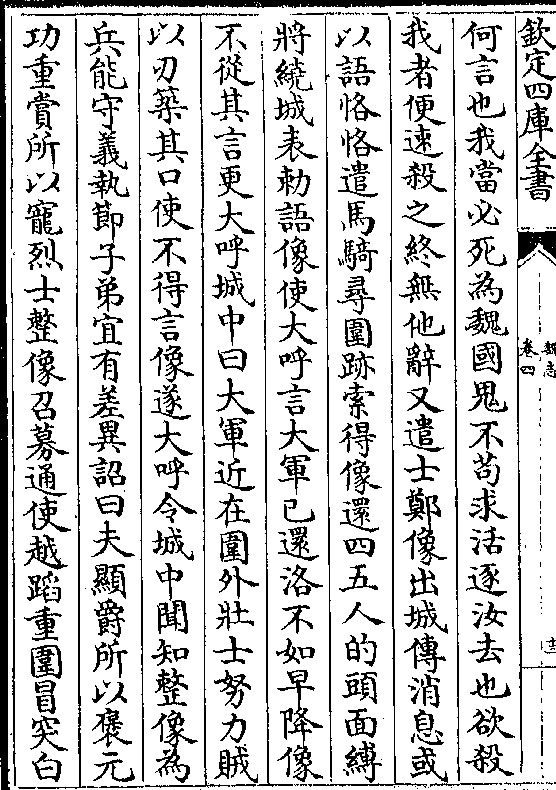 欽定四庫全書
魏志
卷四
何言也我當必死為魏國鬼不苟求活逐汝去也欲殺
我者便速殺之終無他辭又遣士鄭像出城傳消息或
以語恪恪遣馬騎尋圍跡索得像還四五人的頭面縛
將繞城表勅語像使大呼言大軍已還洛不如早降像
不從其言更大呼城中曰大軍近在圍外壯士努力賊
以刃築其口使不得言像遂大呼令城中聞知整像為
兵能守義執節子弟宜有差異詔曰夫顯爵所以褒元
功重賞所以寵烈士整像召募通使越蹈重圍冒突白